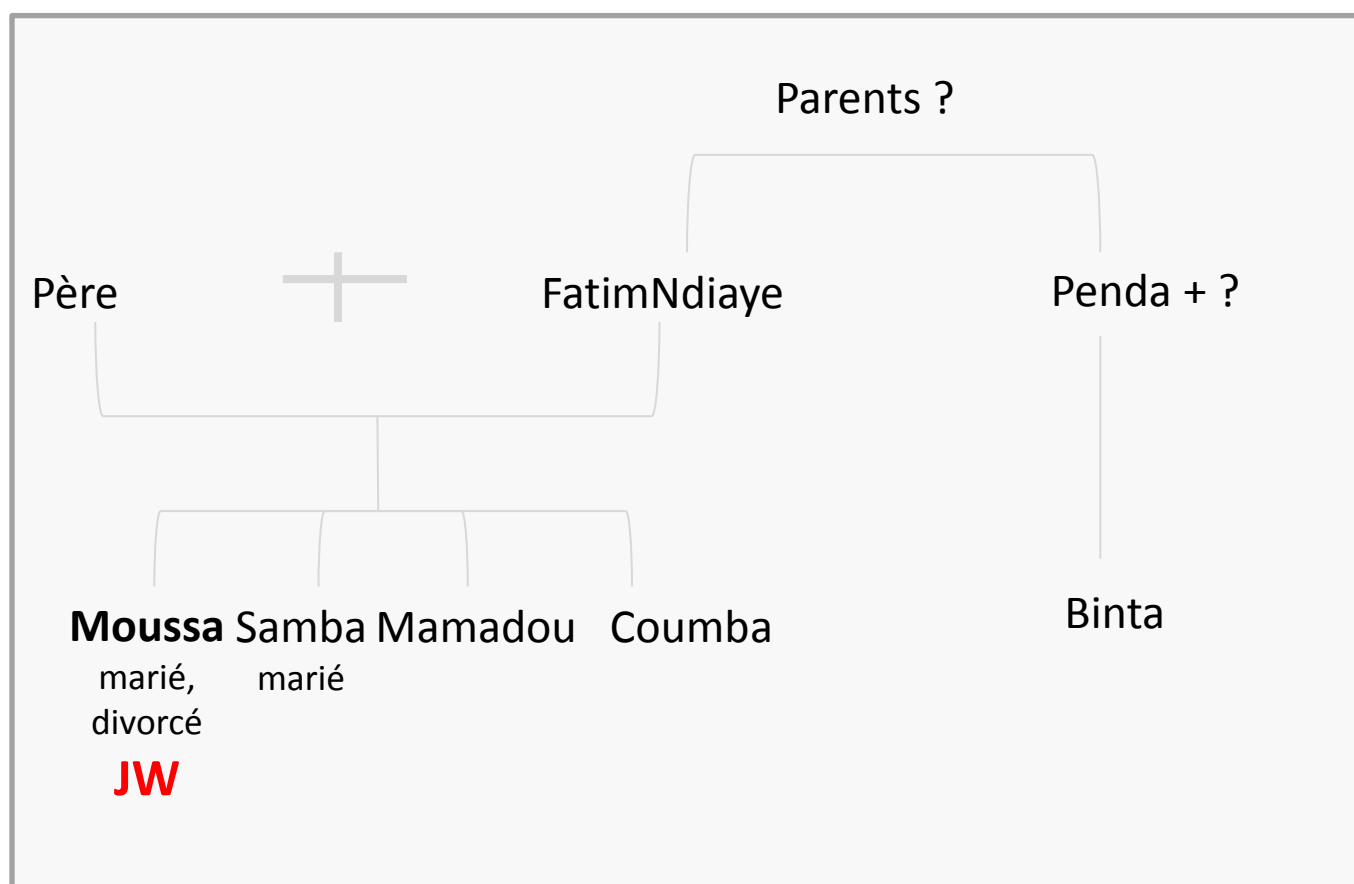 Parents ?
Père
FatimNdiaye
Penda + ?
Moussa Samba Mamadou Coumba
Binta
marié, marié
divorcé
JW